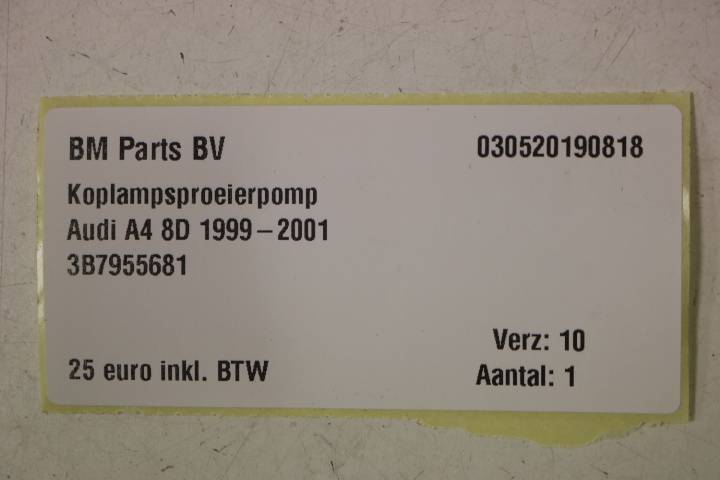 BM Parts BV 030520190818
Koplampsproeierpomp
Audi A4 8D 1999 – 2001
3B7955681
Verz: 10
25 euro inkl. BTW Aantal: 1